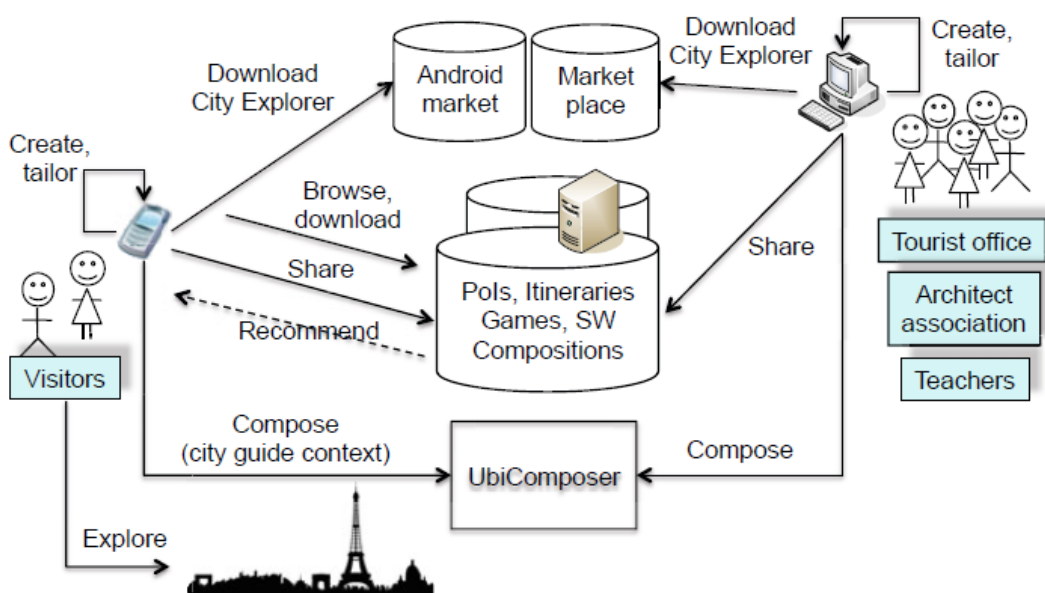 Download
City Explorer
Android
market
Market
place
Download
City Explorer
Create,
tailor
Create,
tailor
Browse,
download
Share
Recommend
PoIs, Itineraries
Games, SW
Compositions
Share
Tourist office
Architect
association
Teachers
Visitors
Compose
(city guide context)
UbiComposer
Compose
Explore